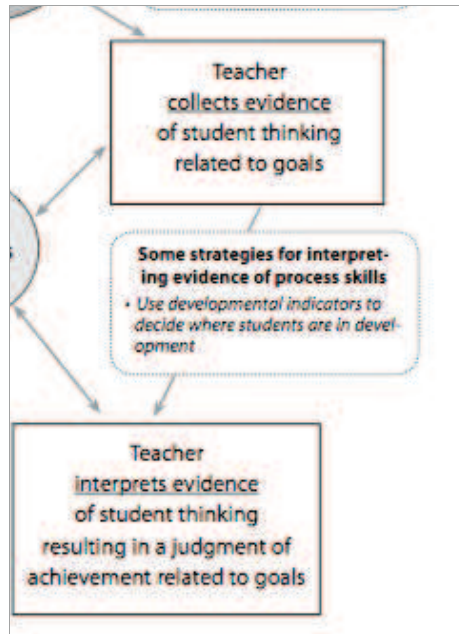 Teacher
collects evidence
of student thinking
related to goals
Some strategies for interpret-
ing evidence of process skills
• Use developmental indicators to
decide where students are in devel-
opment
Teacher
interprets evidence
of student thinking
resulting in a judgment of
achievement related to goals